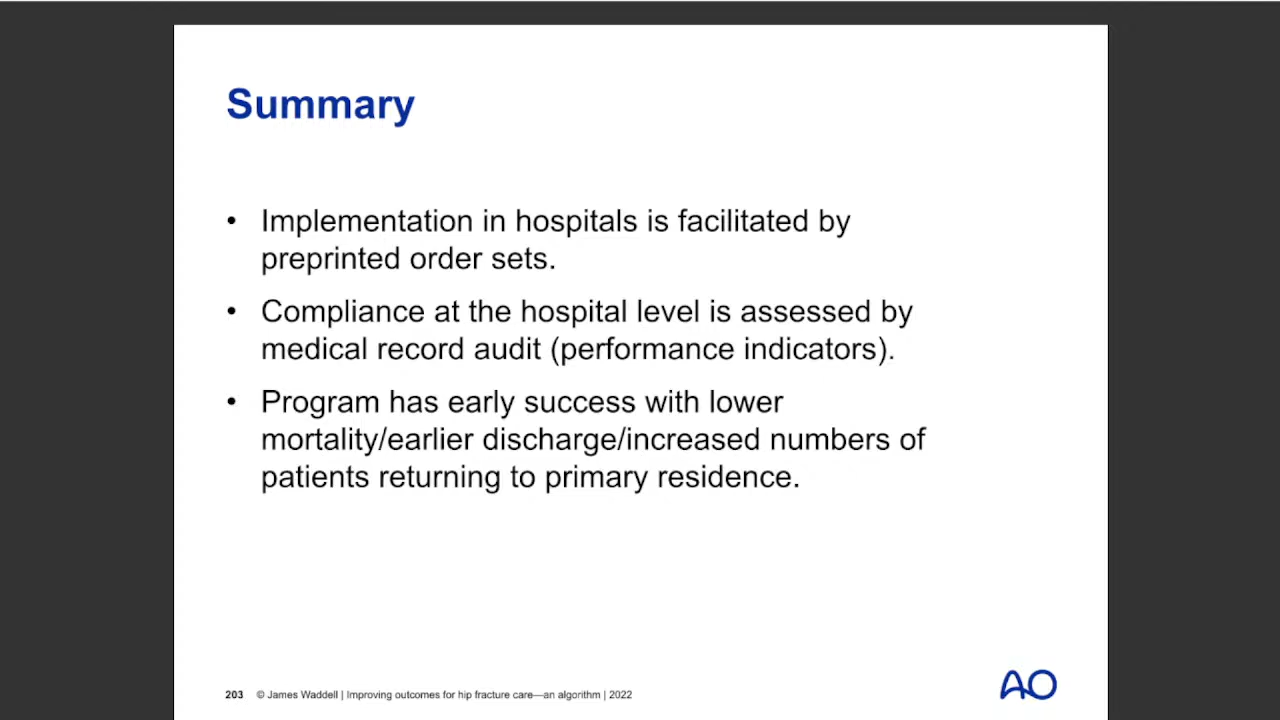 Summary
• Implementation in hospitals is facilitated by
preprinted order sets.
• Compliance at the hospital level is assessed by
medical record audit (performance indicators).
• Program has early success with lower
mortality/earlier discharge/increased numbers of
patients returning to primary residence.
203 © James Waddell | Improving outcomes for hip fracture care—an algorithm | 2022
AO